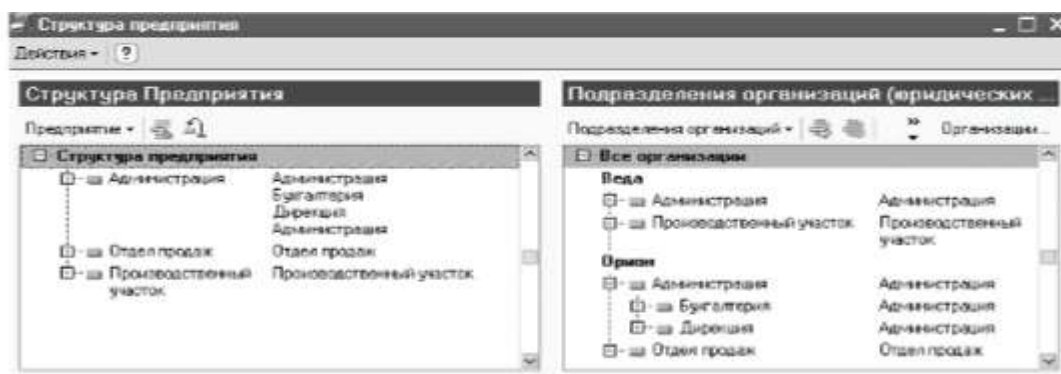 Структура предприятия
Действия ?
Структура Предприятия
Предприятие
Структура предприятия
Администрация Администрация
Бухгалтерия
Дирекция
Администрация
Отдел продаж Отдел продаж
Производственный Производственный участок
участок
Подразделения организаций (юридических ...
Подразделения организаций » Организации...
Все организации
Веда
Администрация Администрация
Производственный участок Производственный
участок
Орион
Администрация Администрация
Бухгалтерия Администрация
Дирекция Администрация
Отдел продаж Отдел продаж